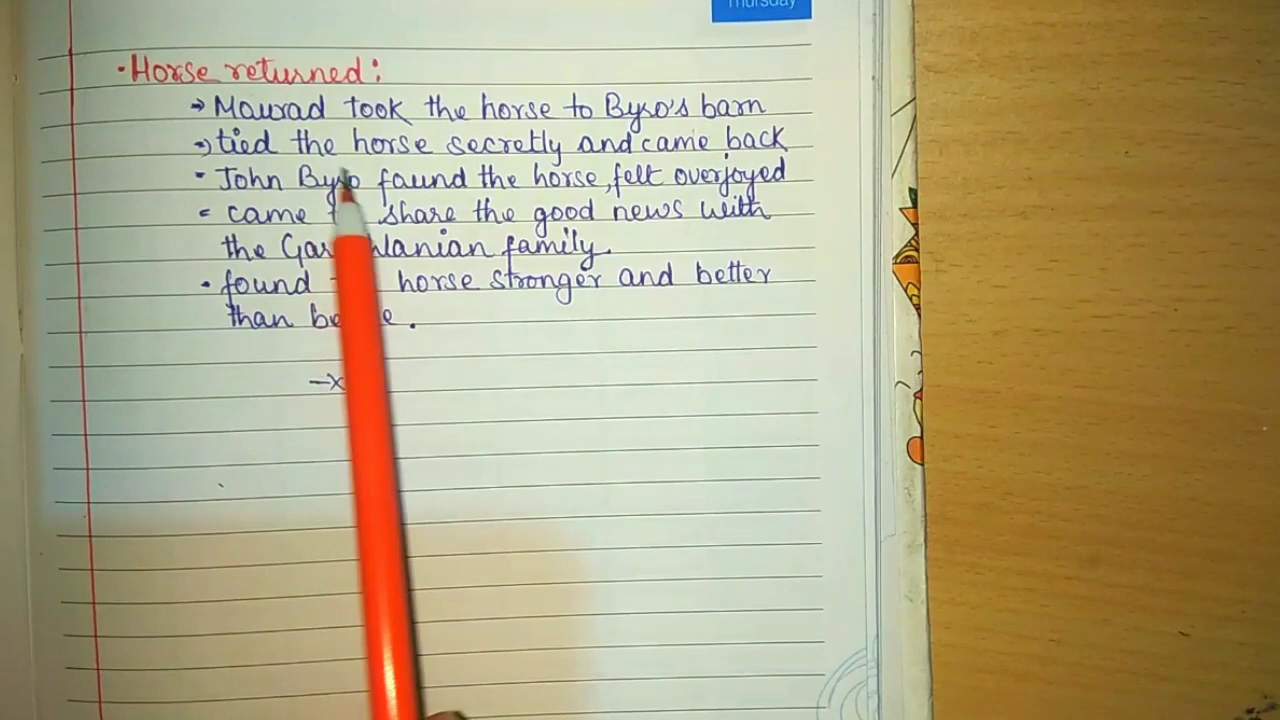 Thursday
• Horse returned:
→ Mourad took the horse to Byro's barn
→ tied the horse secretly and came back
- John Byro found the horse, felt overjoyed
- came share the good news with
the family.
• found horse stronger and better
than
—x